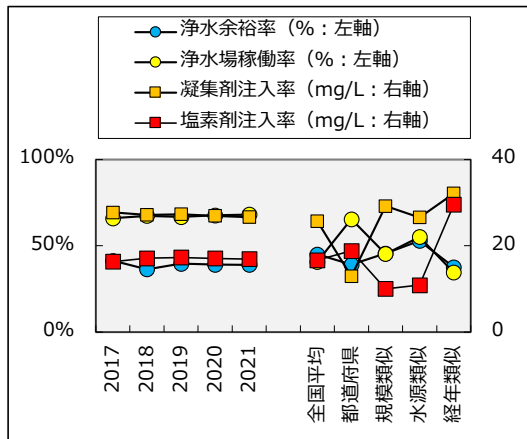 浄水余裕率（%：左軸）
浄水場稼働率（%：左軸）
凝集剤注入率（mg/L：右軸）
塩素剤注入率（mg/L：右軸）
100%
40
50%
20
0%
0
2017
2018
2019
2020
2021
全国平均
都道府県
規模類似
水源類似
経年類似